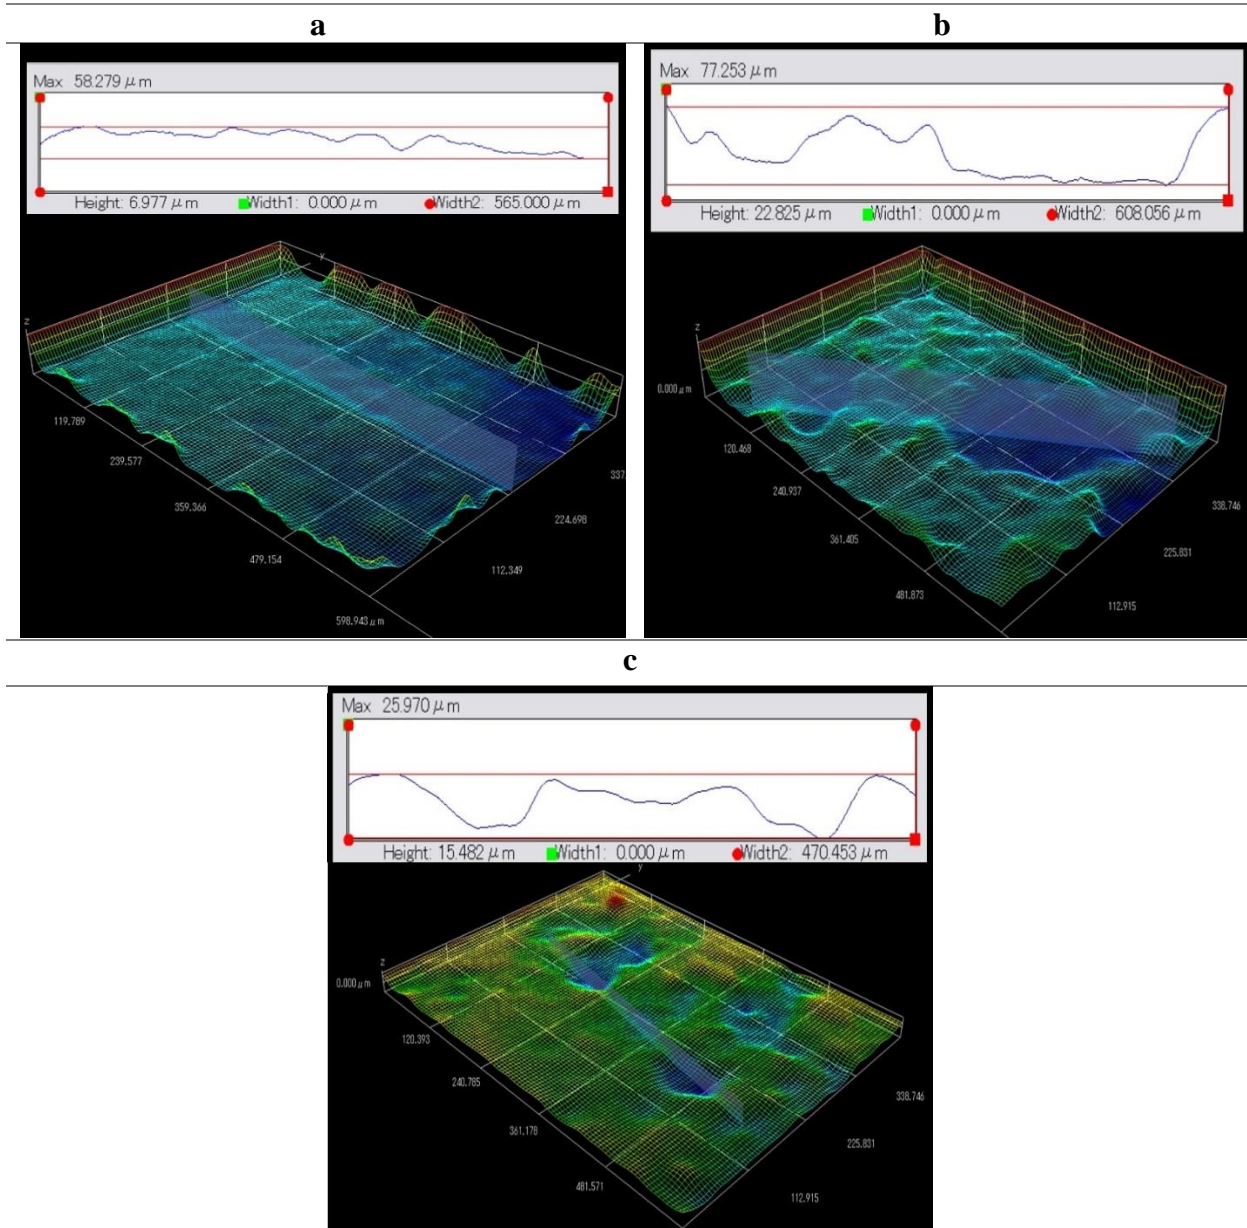 a
b
Max 58.279 μm
Height: 6.977 μm Width1: 0.000 μm Width2: 565.000 μm
z
y
119.789
239.577
359.366
479.154
598.943 μm
112.349
224.698
337.
Max 77.253 μm
Height: 22.825 μm Width1: 0.000 μm Width2: 608.056 μm
z
0.000 μm
120.468
240.937
361.405
481.873
112.915
225.831
338.746
c
Max 25.970 μm
Height: 15.482 μm Width1: 0.000 μm Width2: 470.453 μm
y
z
0.000 μm
120.393
240.785
361.178
481.571
112.915
225.831
338.746